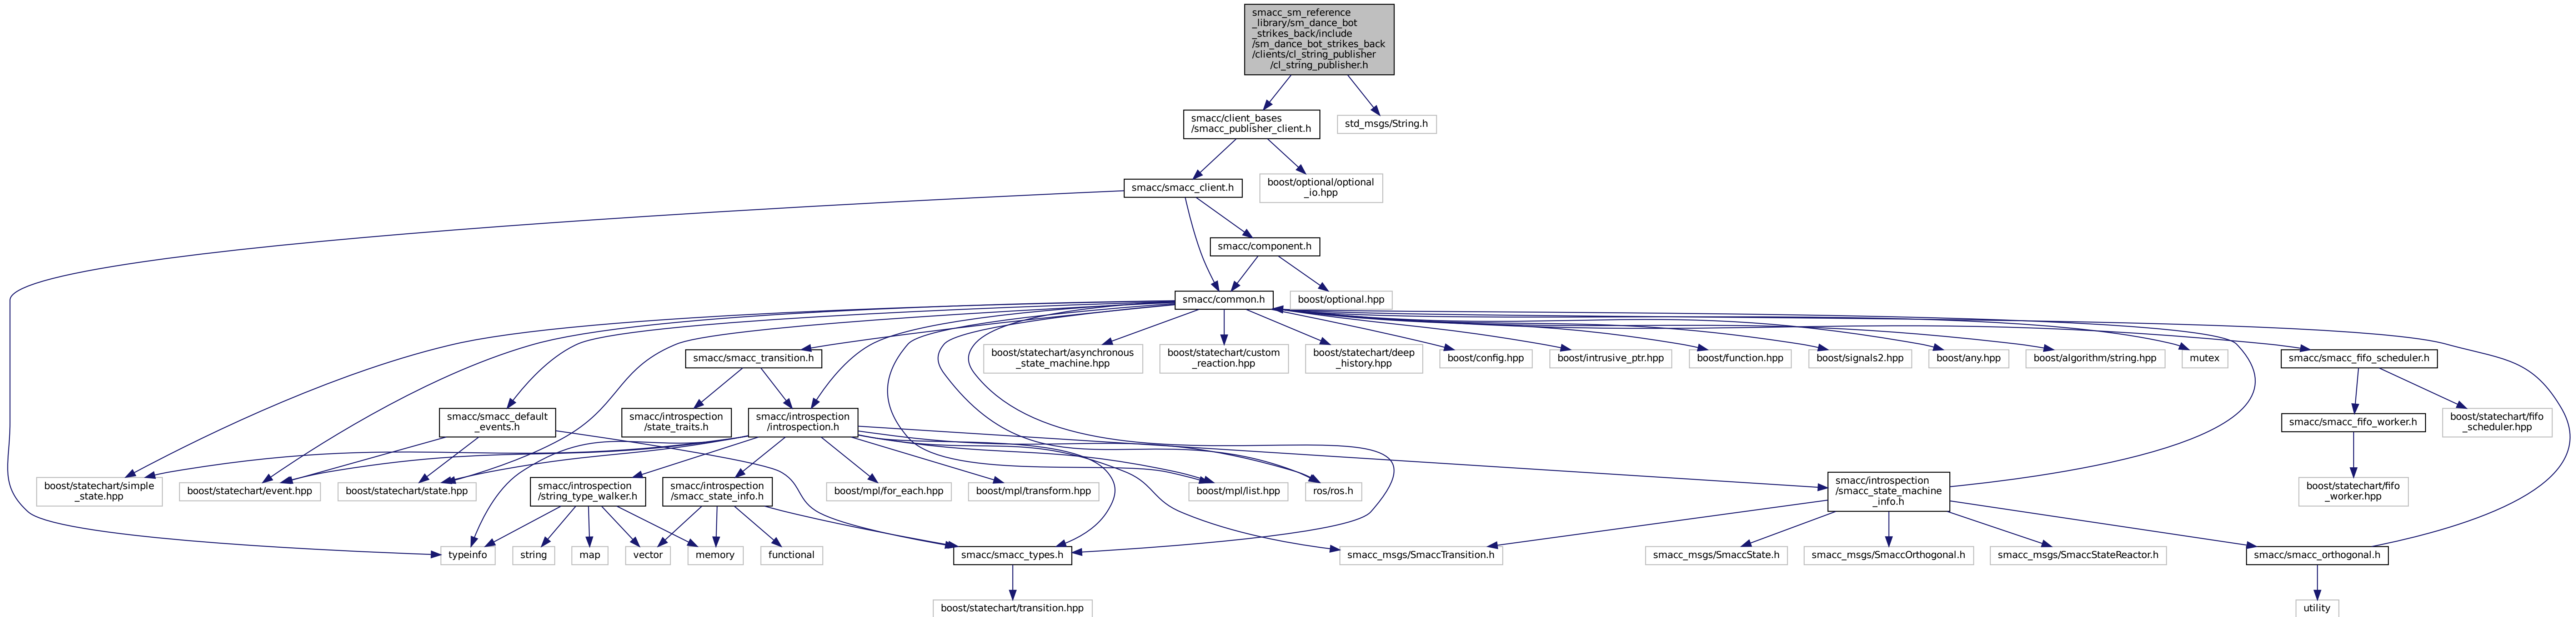 smacc_sm_reference
_library/sm_dance_bot
_strikes_back/include
/sm_dance_bot_strikes_back
/clients/cl_string_publisher
/cl_string_publisher.h
smacc/client_bases
/smacc_publisher_client.h
std_msgs/String.h
smacc/smacc_client.h
boost/optional/optional
_io.hpp
smacc/component.h
smacc/common.h
boost/optional.hpp
smacc/smacc_transition.h
boost/statechart/asynchronous
_state_machine.hpp
boost/statechart/custom
_reaction.hpp
boost/statechart/deep
_history.hpp
boost/config.hpp
boost/intrusive_ptr.hpp
boost/function.hpp
boost/signals2.hpp
boost/any.hpp
boost/algorithm/string.hpp
mutex
smacc/smacc_fifo_scheduler.h
smacc/smacc_default
_events.h
smacc/introspection
/state_traits.h
smacc/introspection
/introspection.h
smacc/smacc_fifo_worker.h
boost/statechart/fifo
_scheduler.hpp
boost/statechart/simple
_state.hpp
boost/statechart/event.hpp
boost/statechart/state.hpp
smacc/introspection
/string_type_walker.h
smacc/introspection
/smacc_state_info.h
boost/mpl/for_each.hpp
boost/mpl/transform.hpp
boost/mpl/list.hpp
ros/ros.h
smacc/introspection
/smacc_state_machine
_info.h
boost/statechart/fifo
_worker.hpp
typeinfo
string
map
vector
memory
functional
smacc/smacc_types.h
smacc_msgs/SmaccTransition.h
smacc_msgs/SmaccState.h
smacc_msgs/SmaccOrthogonal.h
smacc_msgs/SmaccStateReactor.h
smacc/smacc_orthogonal.h
boost/statechart/transition.hpp
utility